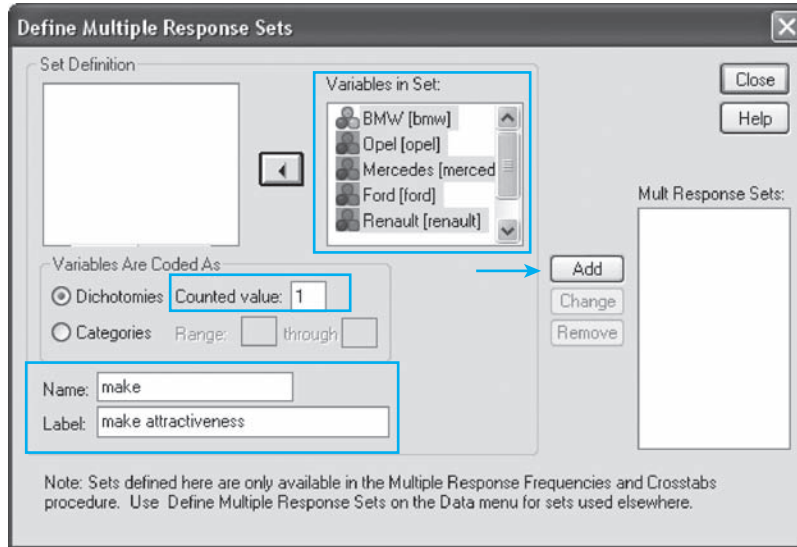 Define Multiple Response Sets
Set Definition
Variables in Set:
BMW [bmw]
Opel [opel]
Mercedes [merced
Ford [ford]
Renault [renault]
Close
Help
Mult Response Sets:
Variables Are Coded As
Dichotomies Counted value: 1
Categories Range: through
Add
Change
Remove
Name: make
Label: make attractiveness
Note: Sets defined here are only available in the Multiple Response Frequencies and Crosstabs
procedure. Use Define Multiple Response Sets on the Data menu for sets used elsewhere.